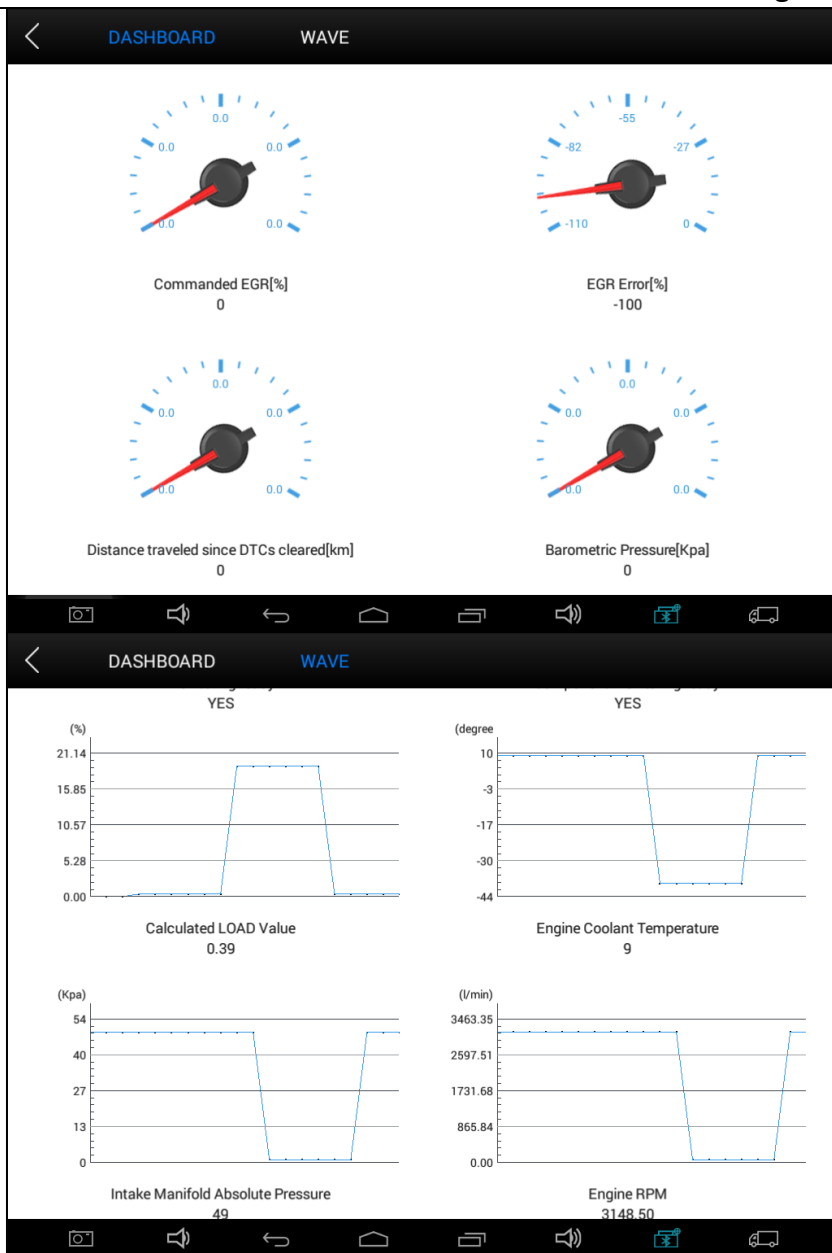 DASHBOARD WAVE
0.0 -55
0.0 0.0 -82 -27
0.0 0.0 -110 0
Commanded EGR[%] EGR Error[%]
0 -100
0.0 0.0
0.0 0.0 0.0 0.0
0.0 0.0 0.0 0.0
Distance traveled since DTCs cleared[km] Barometric Pressure[Kpa]
0 0
DASHBOARD WAVE
YES YES
(%) (degree
21.14 10
15.85 -3
10.57 -17
5.28 -30
0.00 -44
Calculated LOAD Value Engine Coolant Temperature
0.39 9
(Kpa) (l/min)
54 3463.35
40 2597.51
27 1731.68
13 865.84
0 0.00
Intake Manifold Absolute Pressure Engine RPM
49 3148.50